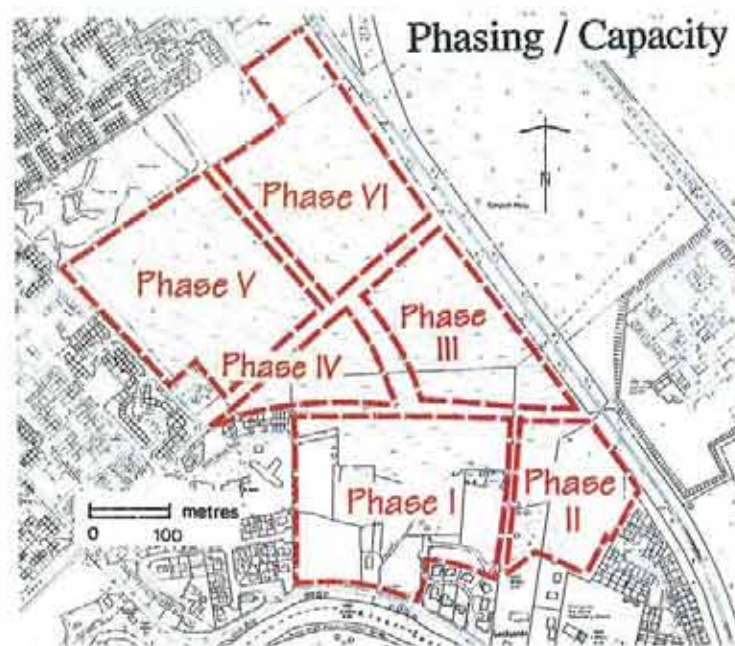 Phasing / Capacity
N
Phase VI
Phase V
Phase III
Phase IV
Phase I
Phase II
metres
0 100